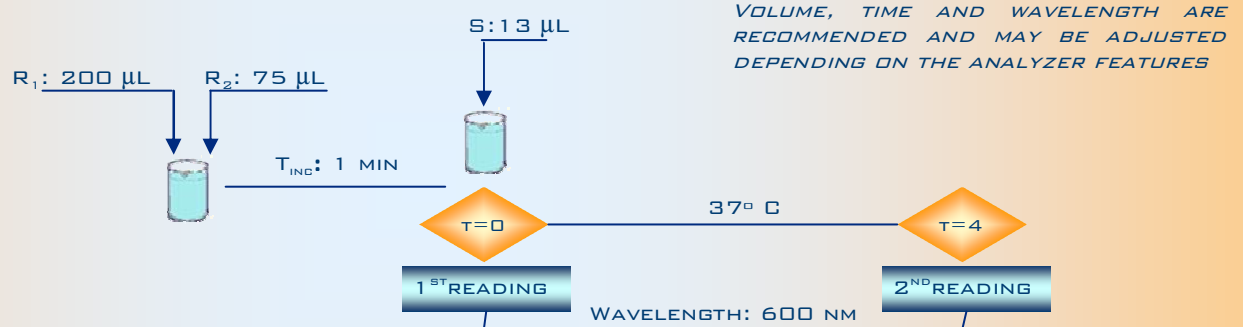 VOLUME, TIME AND WAVELENGTH ARE
RECOMMENDED AND MAY BE ADJUSTED
DEPENDING ON THE ANALYZER FEATURES
S:13 µL
R₁: 200 µL
R₂: 75 µL
TINC: 1 MIN
37º C
T=0
T=4
1ST READING
2ND READING
WAVELENGTH: 600 NM